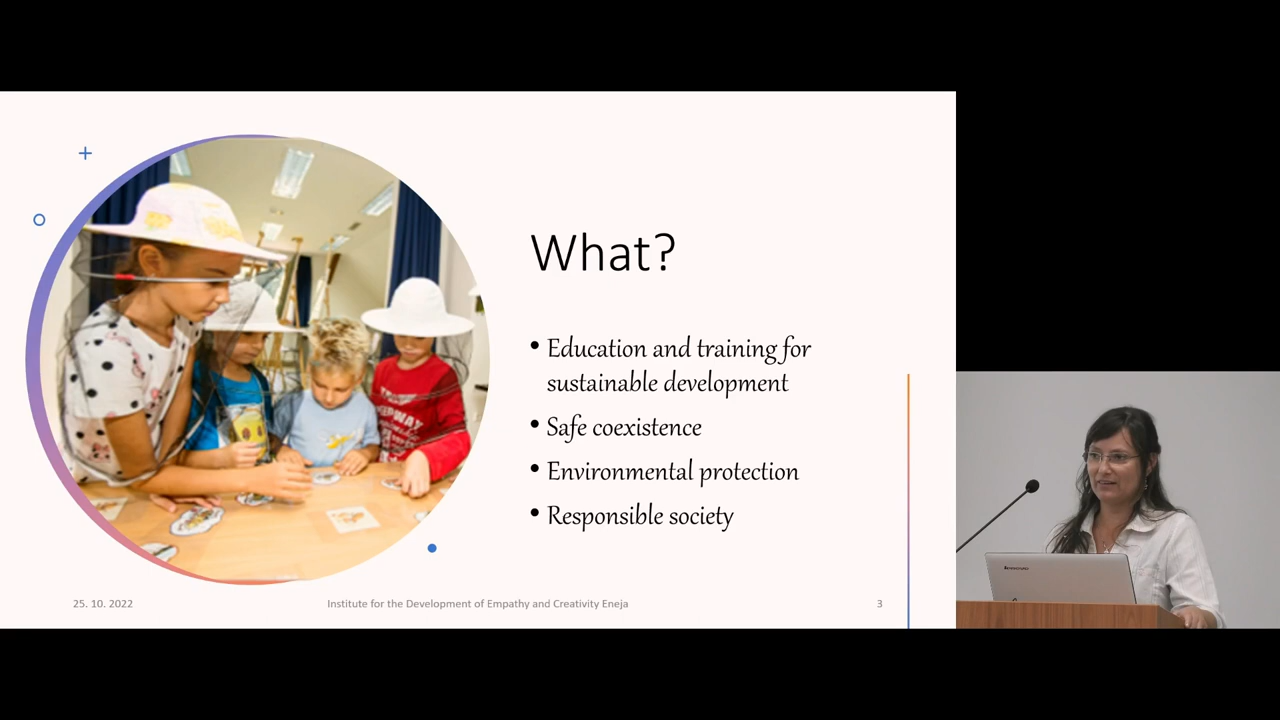 What?
• Education and training for
sustainable development
• Safe coexistence
• Environmental protection
• Responsible society
25. 10. 2022
Institute for the Development of Empathy and Creativity Eneja
3
lenovo